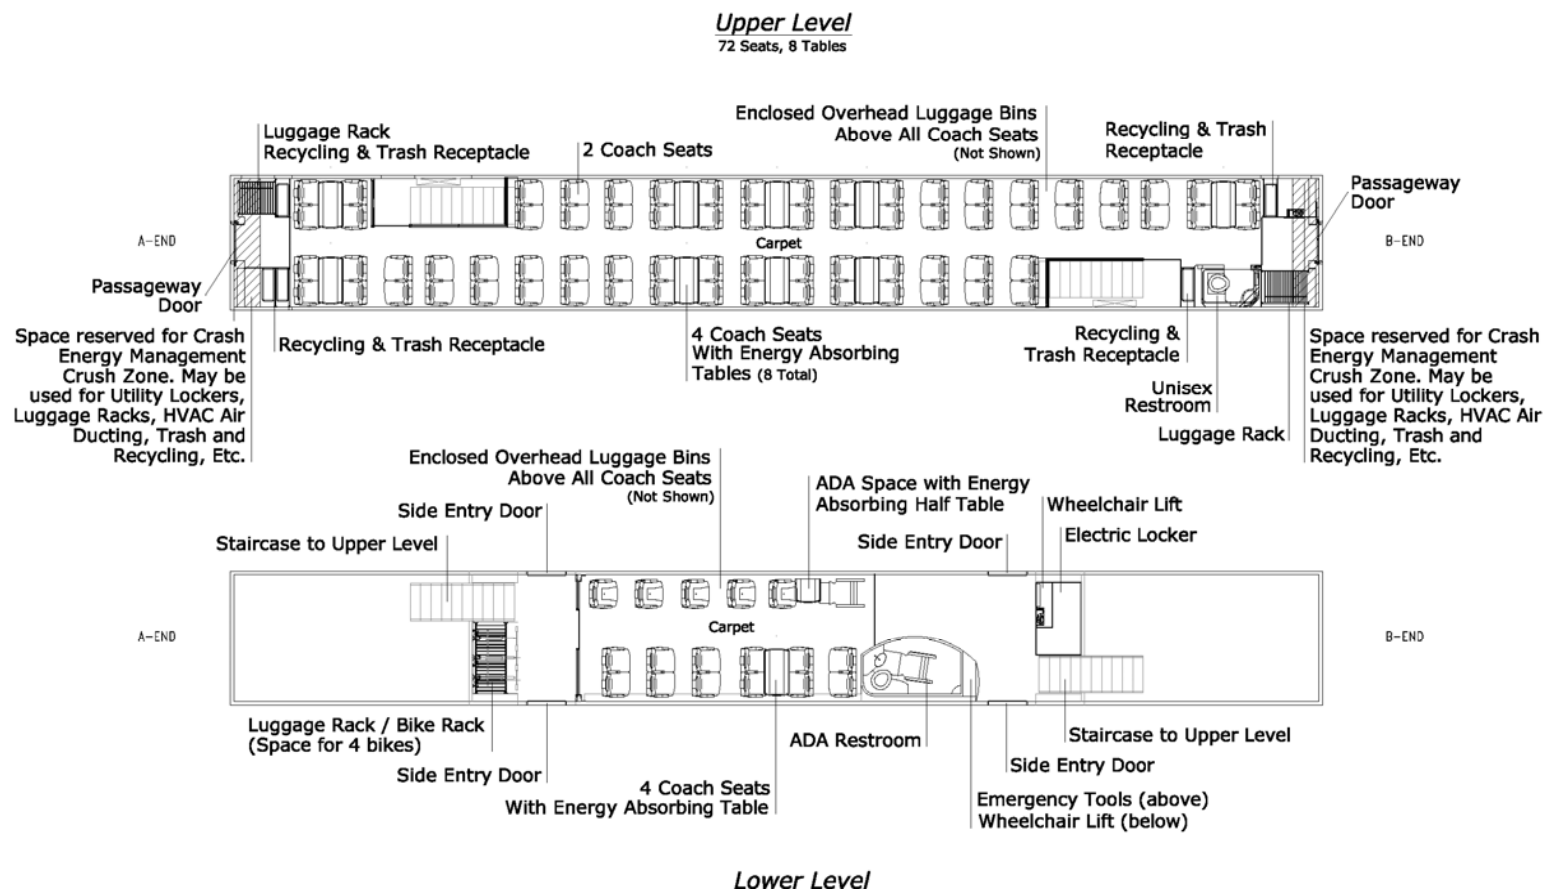 Upper Level
72 Seats, 8 Tables
Luggage Rack
Recycling & Trash Receptacle
2 Coach Seats
Enclosed Overhead Luggage Bins
Above All Coach Seats
(Not Shown)
Recycling & Trash
Receptacle
Passageway
Door
A-END
Carpet
B-END
Passageway
Door
Space reserved for Crash
Energy Management
Crush Zone. May be
used for Utility Lockers,
Luggage Racks, HVAC Air
Ducting, Trash and
Recycling, Etc.
Recycling & Trash Receptacle
4 Coach Seats
With Energy Absorbing
Tables (8 Total)
Recycling &
Trash Receptacle
Unisex
Restroom
Luggage Rack
Space reserved for Crash
Energy Management
Crush Zone. May be
used for Utility Lockers,
Luggage Racks, HVAC Air
Ducting, Trash and
Recycling, Etc.
Enclosed Overhead Luggage Bins
Above All Coach Seats
(Not Shown)
Side Entry Door
Staircase to Upper Level
ADA Space with Energy
Absorbing Half Table
Side Entry Door
Wheelchair Lift
Electric Locker
A-END
Carpet
B-END
Luggage Rack / Bike Rack
(Space for 4 bikes)
Side Entry Door
4 Coach Seats
With Energy Absorbing Table
ADA Restroom
Staircase to Upper Level
Side Entry Door
Emergency Tools (above)
Wheelchair Lift (below)
Lower Level